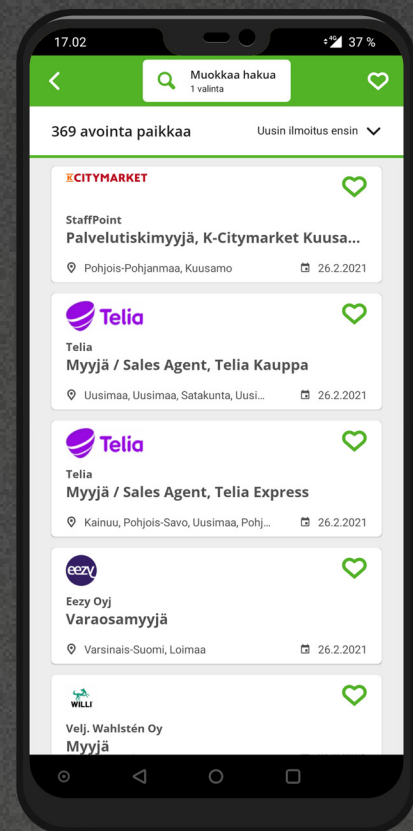 17.02
4G
37 %
Muokkaa hakua
1 valinta
369 avointa paikkaa
Uusin ilmoitus ensin
KCITYMARKET
StaffPoint
Palvelutiskimyyjä, K-Citymarket Kuusa...
Pohjois-Pohjanmaa, Kuusamo
26.2.2021
Telia
Telia
Myyjä / Sales Agent, Telia Kauppa
Uusimaa, Uusimaa, Satakunta, Uusi...
26.2.2021
Telia
Telia
Myyjä / Sales Agent, Telia Express
Kainuu, Pohjois-Savo, Uusimaa, Pohj...
26.2.2021
eezy
Eezy Oyj
Varaosamyyjä
Varsinais-Suomi, Loimaa
26.2.2021
WILLI
Velj. Wahlstén Oy
Myyjä